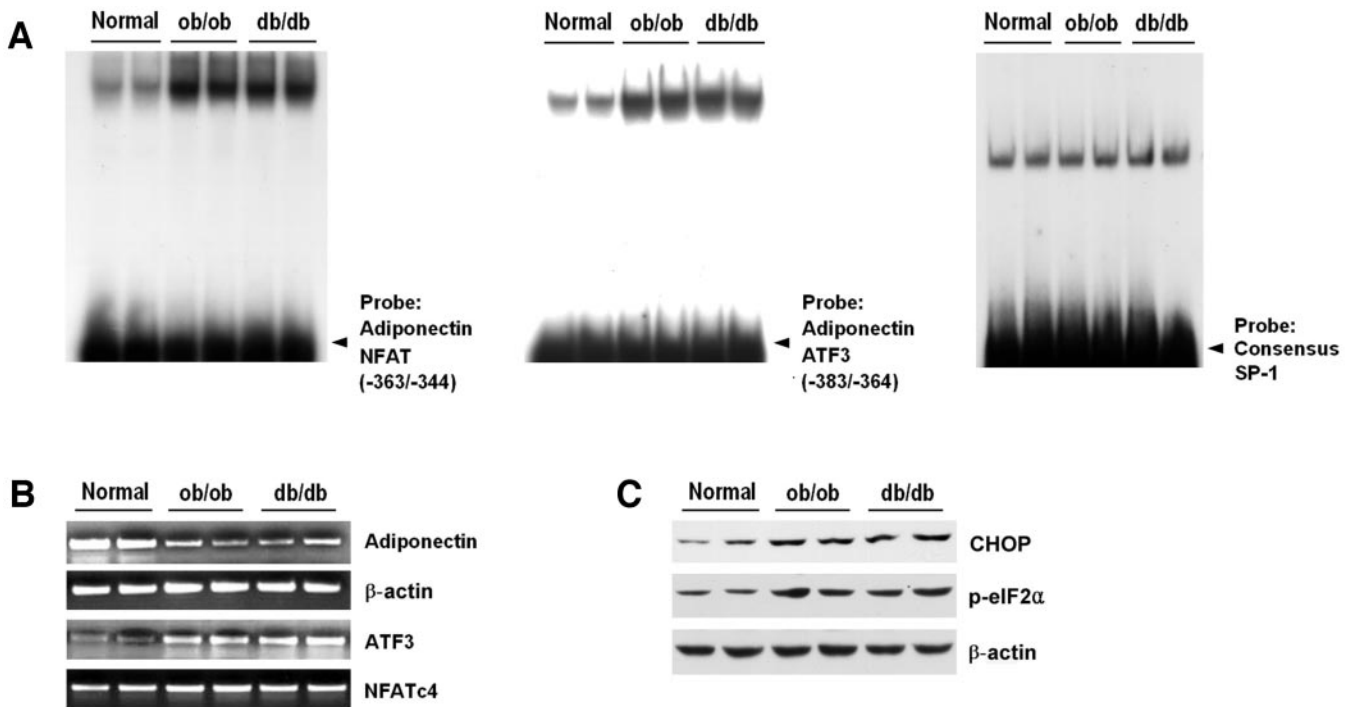 A
Normal ob/ob db/db
Probe:
Adiponectin
NFAT
(-363/-344)
Normal ob/ob db/db
Probe:
Adiponectin
ATF3
(-383/-364)
Normal ob/ob db/db
Probe:
Consensus
SP-1
B
Normal ob/ob db/db
Adiponectin
β-actin
ATF3
NFATc4
C
Normal ob/ob db/db
CHOP
p-eIF2α
β-actin